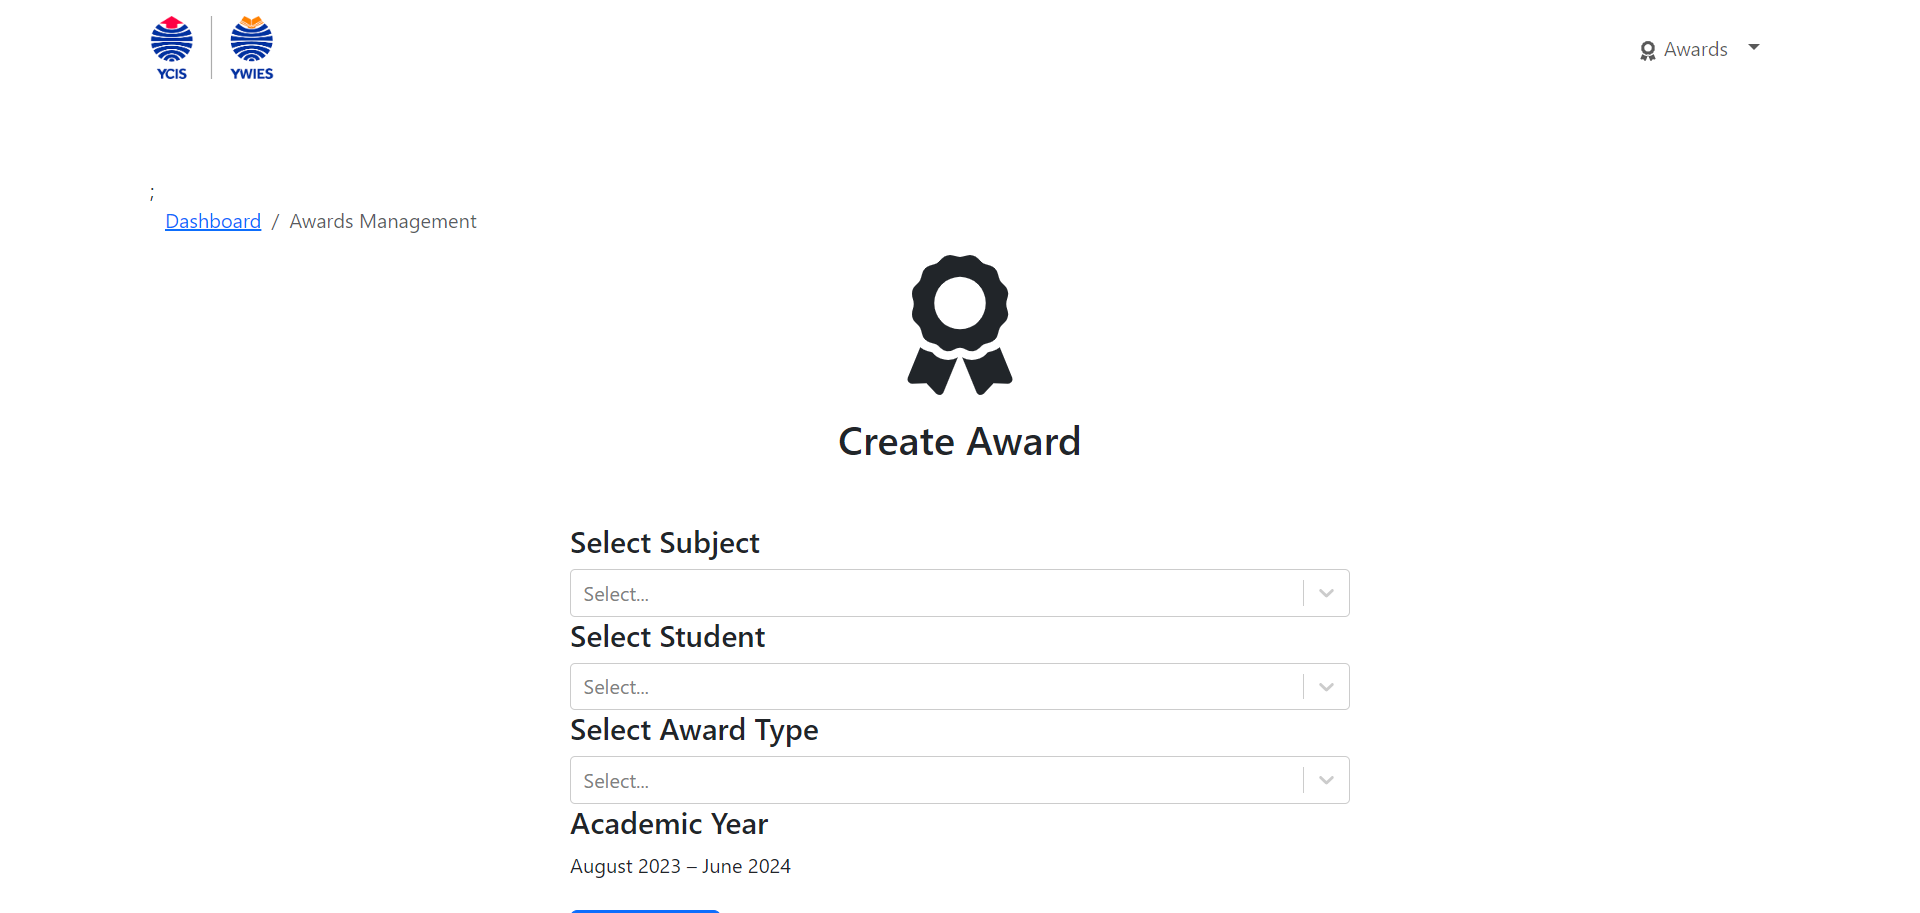 YCIS
YWIES
Awards
;
Dashboard / Awards Management
Create Award
Select Subject
Select...
Select Student
Select...
Select Award Type
Select...
Academic Year
August 2023 – June 2024